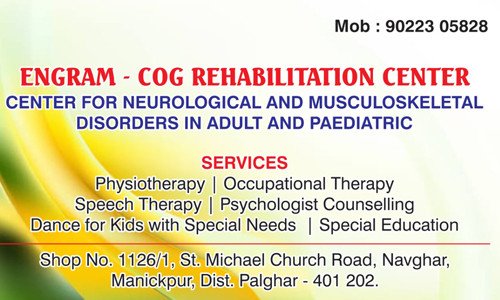 Mob : 90223 05828
ENGRAM - COG REHABILITATION CENTER
CENTER FOR NEUROLOGICAL AND MUSCULOSKELETAL
DISORDERS IN ADULT AND PAEDIATRIC
SERVICES
Physiotherapy | Occupational Therapy
Speech Therapy | Psychologist Counselling
Dance for Kids with Special Needs | Special Education
Shop No. 1126/1, St. Michael Church Road, Navghar,
Manickpur, Dist. Palghar - 401 202.